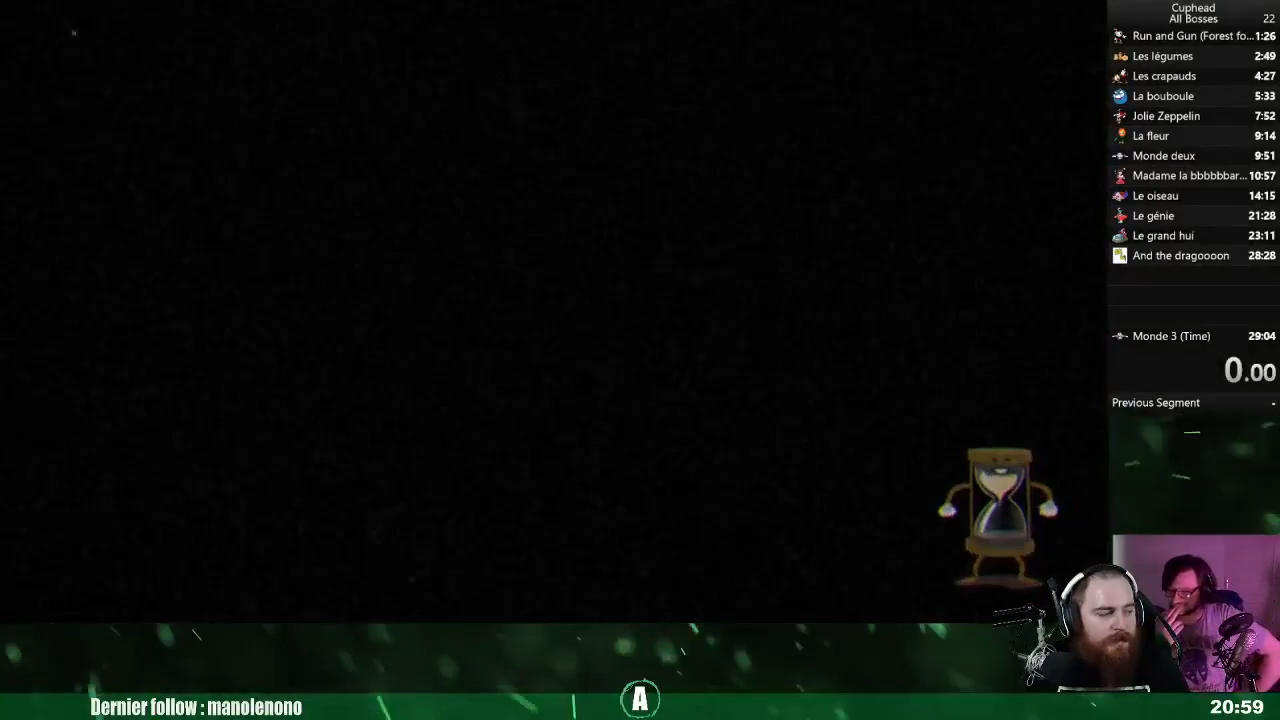 Cuphead
All Bosses 22
Run and Gun (Forest fo... 1:26
Les légumes 2:49
Les crapauds 4:27
La bouboule 5:33
Jolie Zeppelin 7:52
La fleur 9:14
Monde deux 9:51
Madame la bbbbbbar... 10:57
Le oiseau 14:15
Le génie 21:28
Le grand hui 23:11
And the dragoooon 28:28
Monde 3 (Time) 29:04
0.00
Previous Segment -
Dernier follow : manolenono
A
20:59